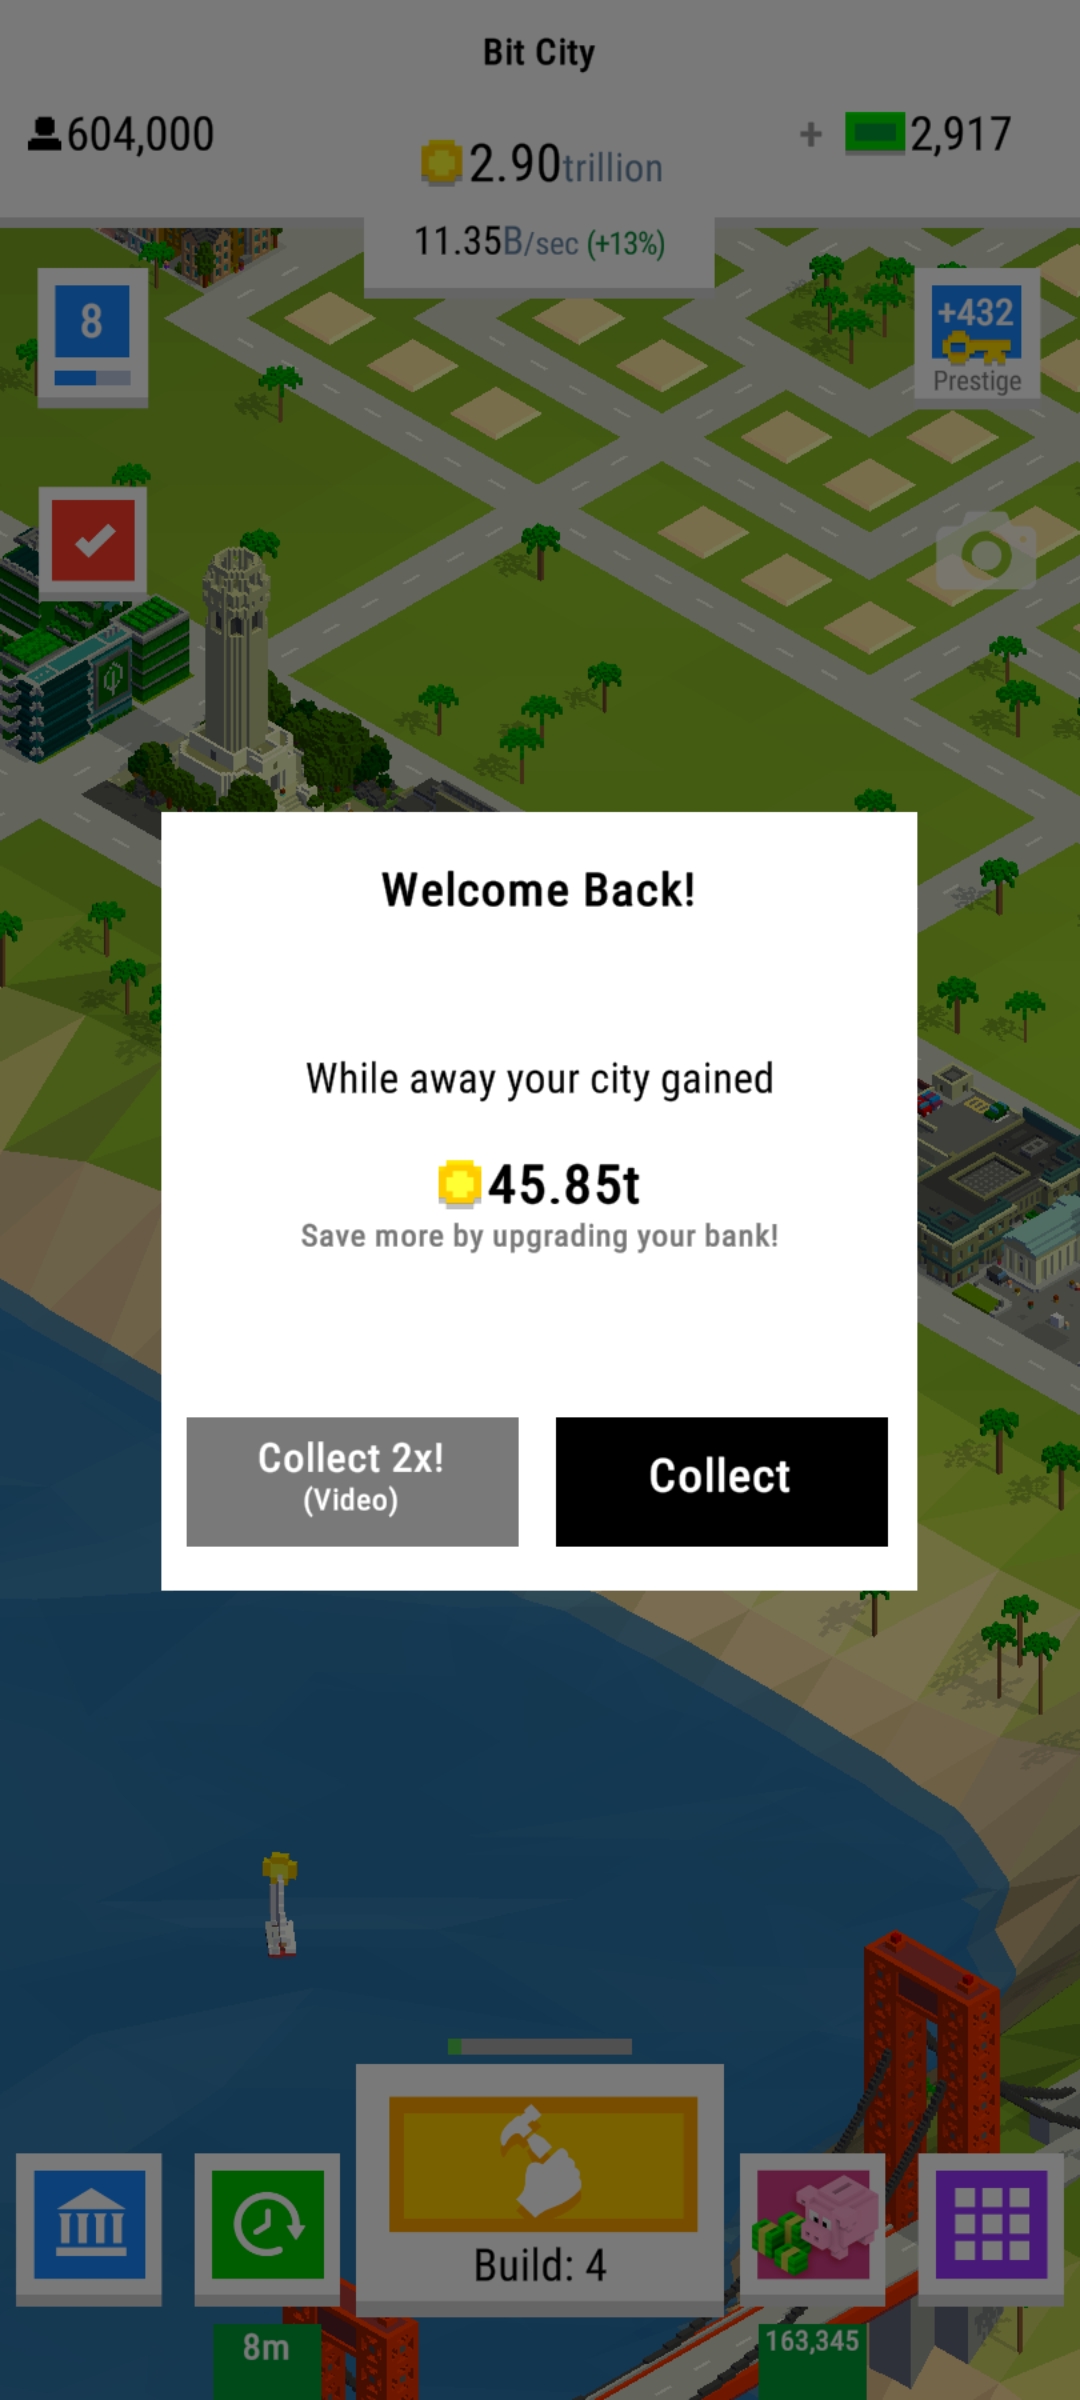 Bit City
604,000
2.90trillion
+ 2,917
11.35B/sec (+13%)
8
+432
Prestige
Welcome Back!
While away your city gained
45.85t
Save more by upgrading your bank!
Collect 2x!
(Video)
Collect
Build: 4
8m
163,345